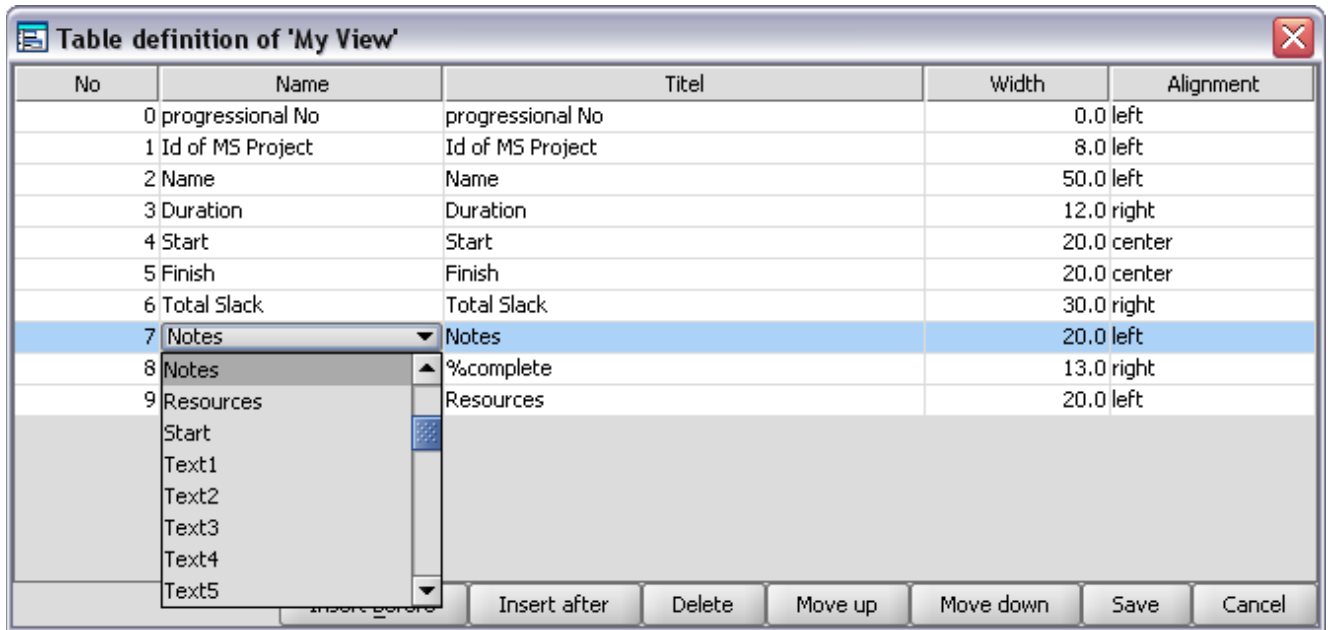 Table definition of 'My View'
No Name Titel Width Alignment
0 progressional No progressional No 0.0 left
1 Id of MS Project Id of MS Project 8.0 left
2 Name Name 50.0 left
3 Duration Duration 12.0 right
4 Start Start 20.0 center
5 Finish Finish 20.0 center
6 Total Slack Total Slack 30.0 right
7 Notes Notes 20.0 left
8 Notes %complete 13.0 right
9 Resources Resources 20.0 left
Start
Text1
Text2
Text3
Text4
Text5
Insert after Delete Move up Move down Save Cancel